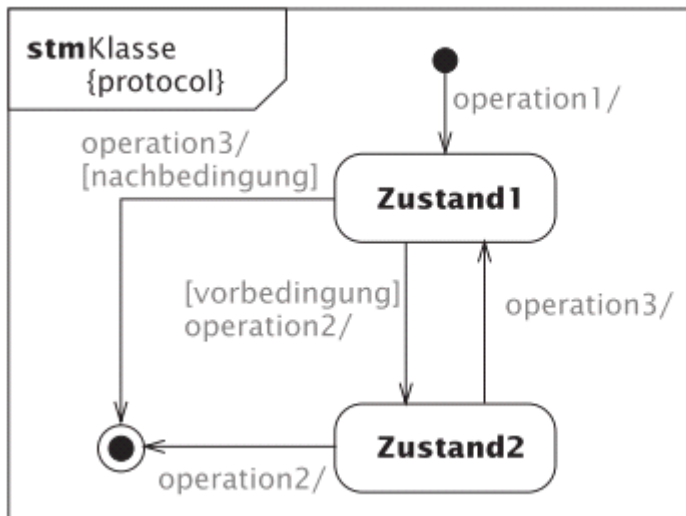 stmKlasse
{protocol}
operation1/
operation3/
[nachbedingung]
Zustand1
[vorbedingung]
operation2/
operation3/
Zustand2
operation2/